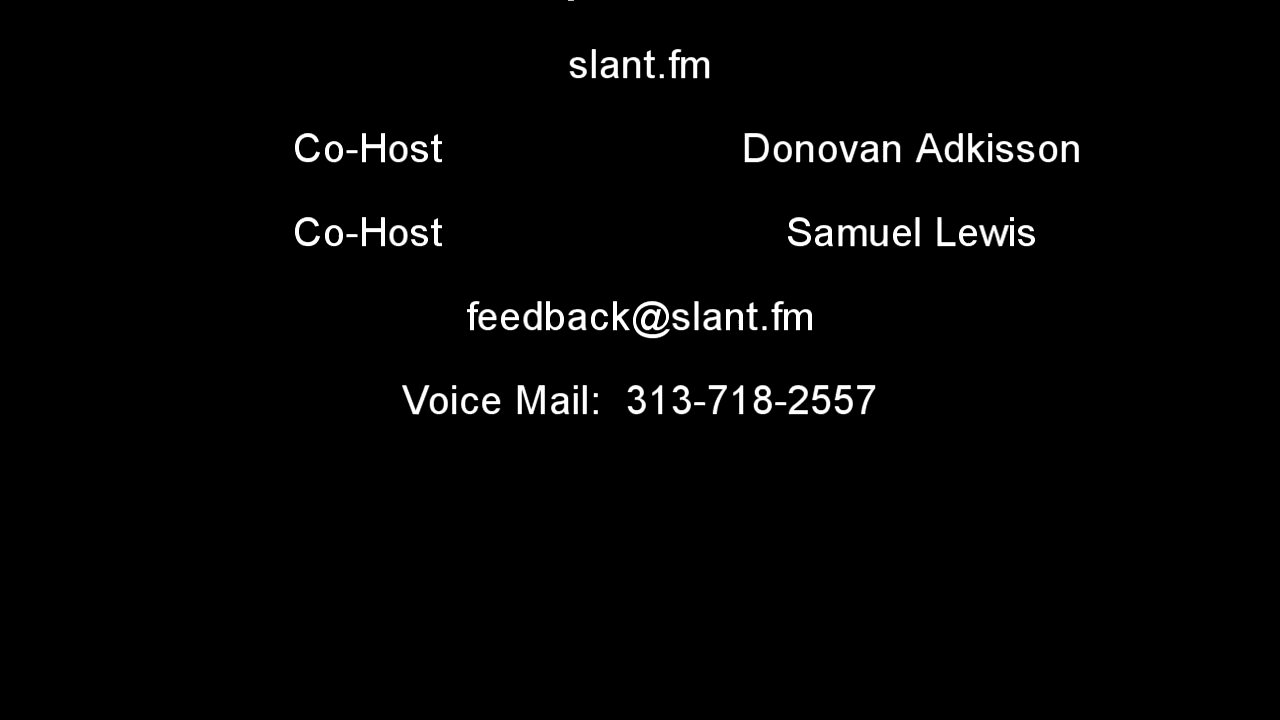 slant.fm
Co-Host Donovan Adkisson
Co-Host Samuel Lewis
feedback@slant.fm
Voice Mail: 313-718-2557